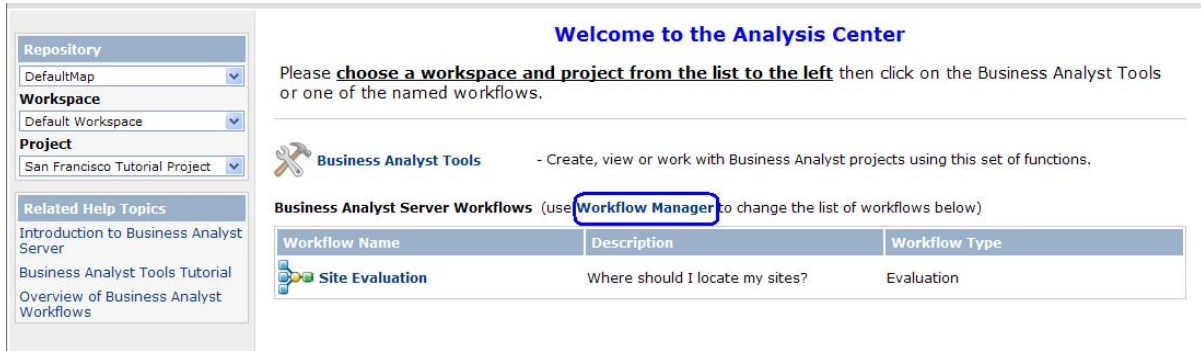 Repository
DefaultMap
Workspace
Default Workspace
Project
San Francisco Tutorial Project
Related Help Topics
Introduction to Business Analyst
Server
Business Analyst Tools Tutorial
Overview of Business Analyst
Workflows
Welcome to the Analysis Center
Please choose a workspace and project from the list to the left then click on the Business Analyst Tools
or one of the named workflows.
Business Analyst Tools - Create, view or work with Business Analyst projects using this set of functions.
Business Analyst Server Workflows (use Workflow Manager to change the list of workflows below)
Workflow Name Description Workflow Type
Site Evaluation Where should I locate my sites? Evaluation